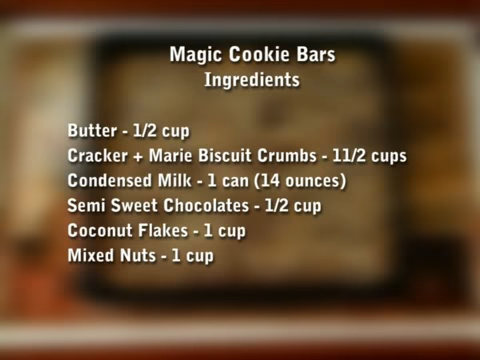 Magic Cookie Bars
Ingredients
Butter - 1/2 cup
Cracker + Marie Biscuit Crumbs - 11/2 cups
Condensed Milk - 1 can (14 ounces)
Semi Sweet Chocolates - 1/2 cup
Coconut Flakes - 1 cup
Mixed Nuts - 1 cup